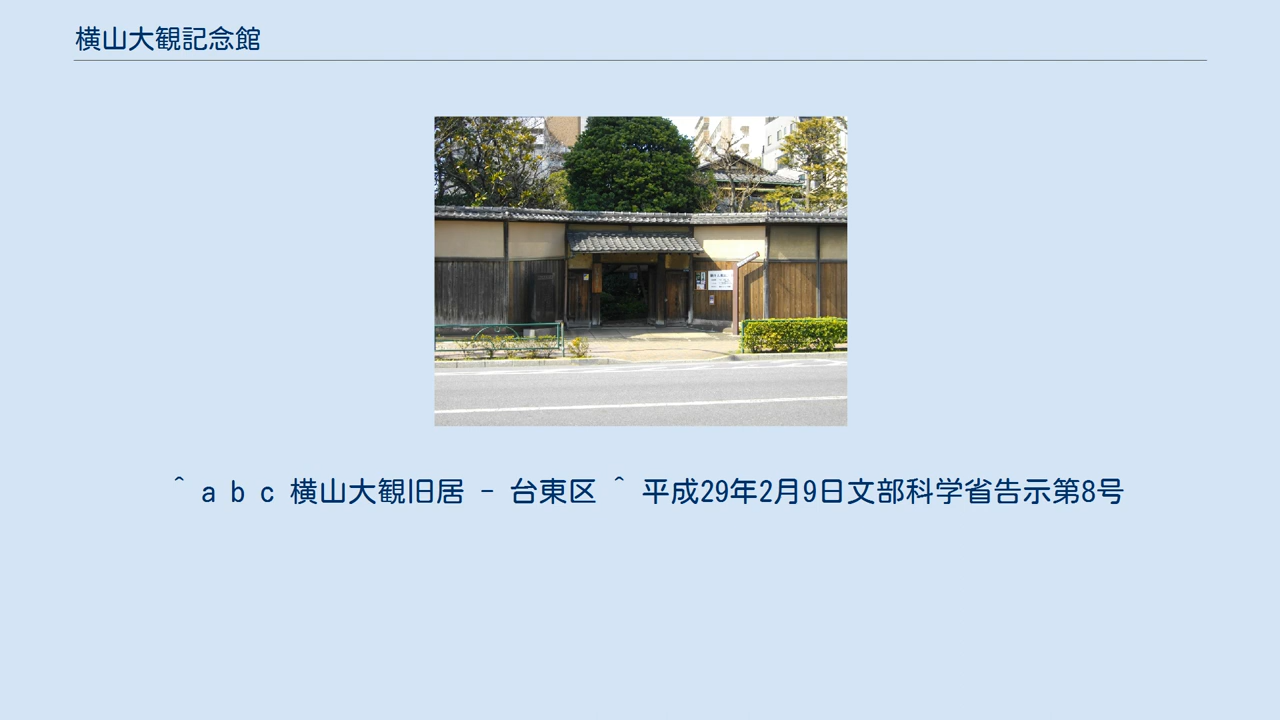 横山大観記念館
^ a b c 横山大観旧居 - 台東区 ^ 平成29年2月9日文部科学省告示第8号